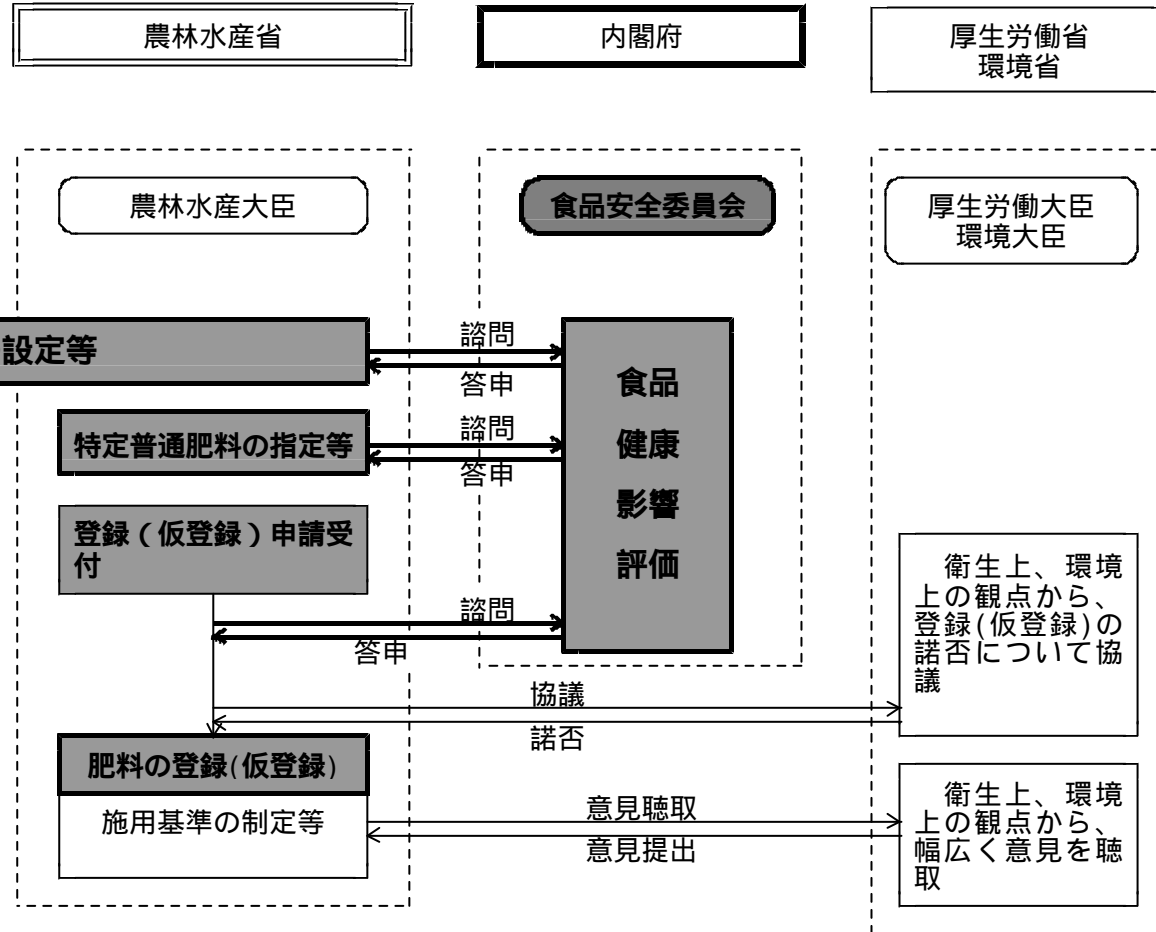 農林水産省
内閣府
厚生労働省
環境省
農林水産大臣
食品安全委員会
厚生労働大臣
環境大臣
設定等
諮問
答申
食品
健康
影響
評価
特定普通肥料の指定等
諮問
答申
登録(仮登録)申請受
付
諮問
答申
衛生上、環境
上の観点から、
登録(仮登録)の
諾否について協
議
協議
諾否
肥料の登録(仮登録)
施用基準の制定等
意見聴取
意見提出
衛生上、環境
上の観点から、
幅広く意見を聴
取